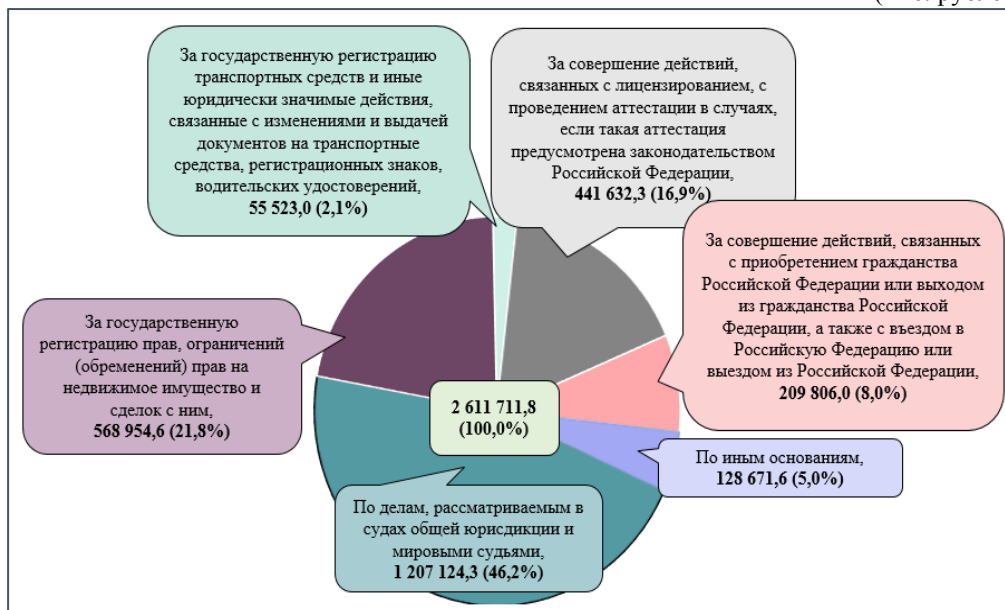 За государственную регистрацию
транспортных средств и иные
юридически значимые действия,
связанные с изменениями и выдачей
документов на транспортные
средства, регистрационных знаков,
водительских удостоверений,
55 523,0 (2,1%)
За совершение действий,
связанных с лицензированием, с
проведением аттестации в случаях,
если такая аттестация
предусмотрена законодательством
Российской Федерации,
441 632,3 (16,9%)
За совершение действий, связанных
с приобретением гражданства
Российской Федерации или выходом
из гражданства Российской
Федерации, а также с въездом в
Российскую Федерацию или
выездом из Российской Федерации,
209 806,0 (8,0%)
За государственную
регистрацию прав, ограничений
(обременений) прав на
недвижимое имущество и
сделок с ним,
568 954,6 (21,8%)
2 611 711,8
(100,0%)
По иным основаниям,
128 671,6 (5,0%)
По делам, рассматриваемым в
судах общей юрисдикции и
мировыми судьями,
1 207 124,3 (46,2%)